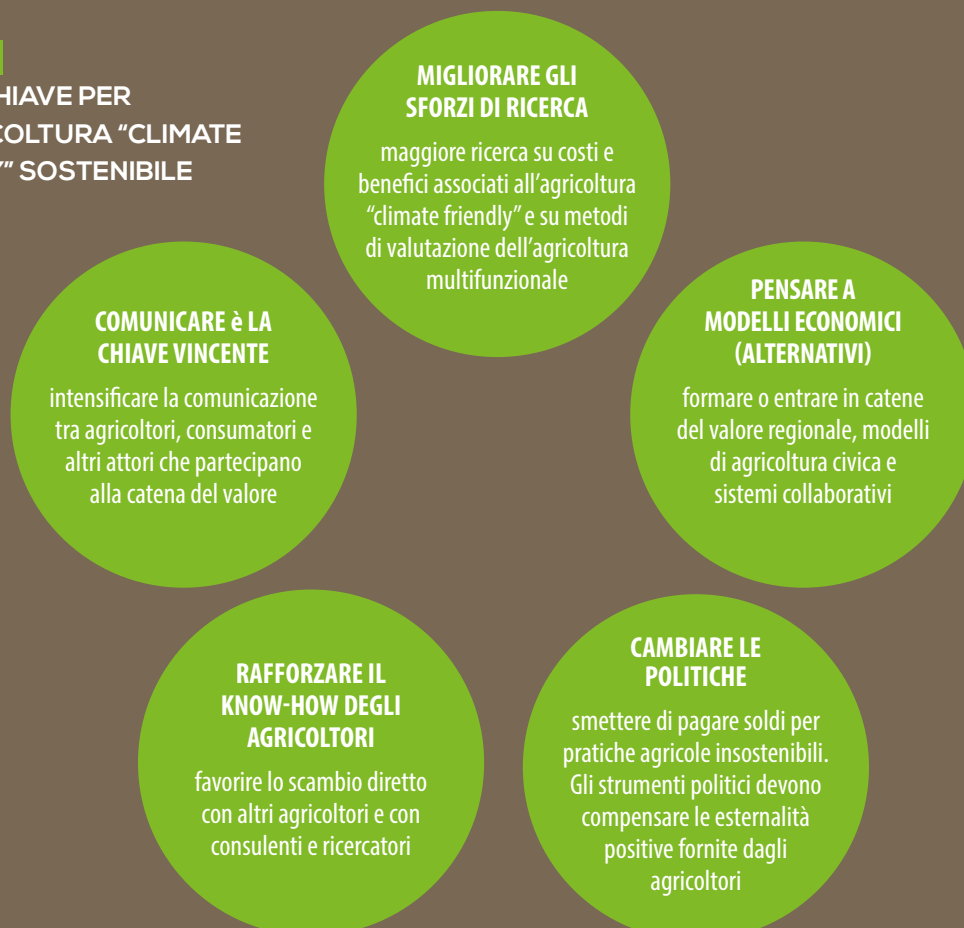 HIAVE PER
COLTURA “CLIMATE
Y” SOSTENIBILE
MIGLIORARE GLI
SFORZI DI RICERCA
maggiore ricerca su costi e
benefici associati all’agricoltura
“climate friendly” e su metodi
di valutazione dell’agricoltura
multifunzionale
COMUNICARE è LA
CHIAVE VINCENTE
intensificare la comunicazione
tra agricoltori, consumatori e
altri attori che partecipano
alla catena del valore
PENSARE A
MODELLI ECONOMICI
(ALTERNATIVI)
formare o entrare in catene
del valore regionale, modelli
di agricoltura civica e
sistemi collaborativi
RAFFORZARE IL
KNOW-HOW DEGLI
AGRICOLTORI
favorire lo scambio diretto
con altri agricoltori e con
consulenti e ricercatori
CAMBIARE LE
POLITICHE
smettere di pagare soldi per
pratiche agricole insostenibili.
Gli strumenti politici devono
compensare le esternalità
positive fornite dagli
agricoltori